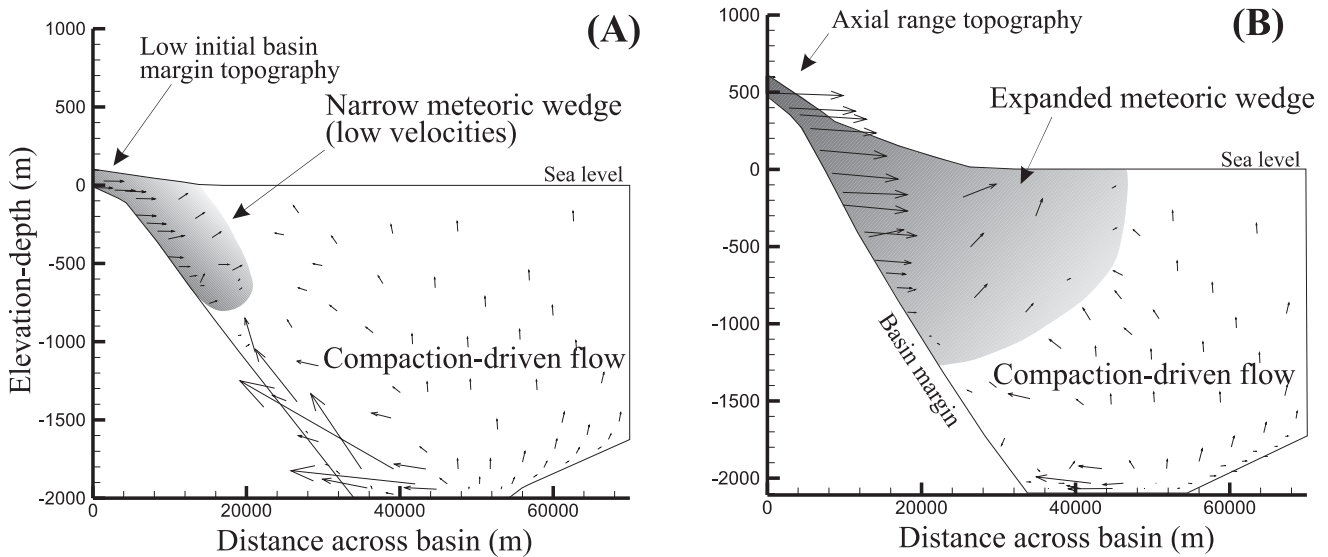 (A)
Low initial basin
margin topography
Narrow meteoric wedge
(low velocities)
Sea level
Compaction-driven flow
Elevation-depth (m)
1000
500
0
-500
-1000
-1500
-2000
0
20000
40000
60000
Distance across basin (m)
(B)
Axial range topography
Expanded meteoric wedge
Sea level
Basin margin
Compaction-driven flow
1000
500
0
-500
-1000
-1500
-2000
0
20000
40000
60000
Distance across basin (m)